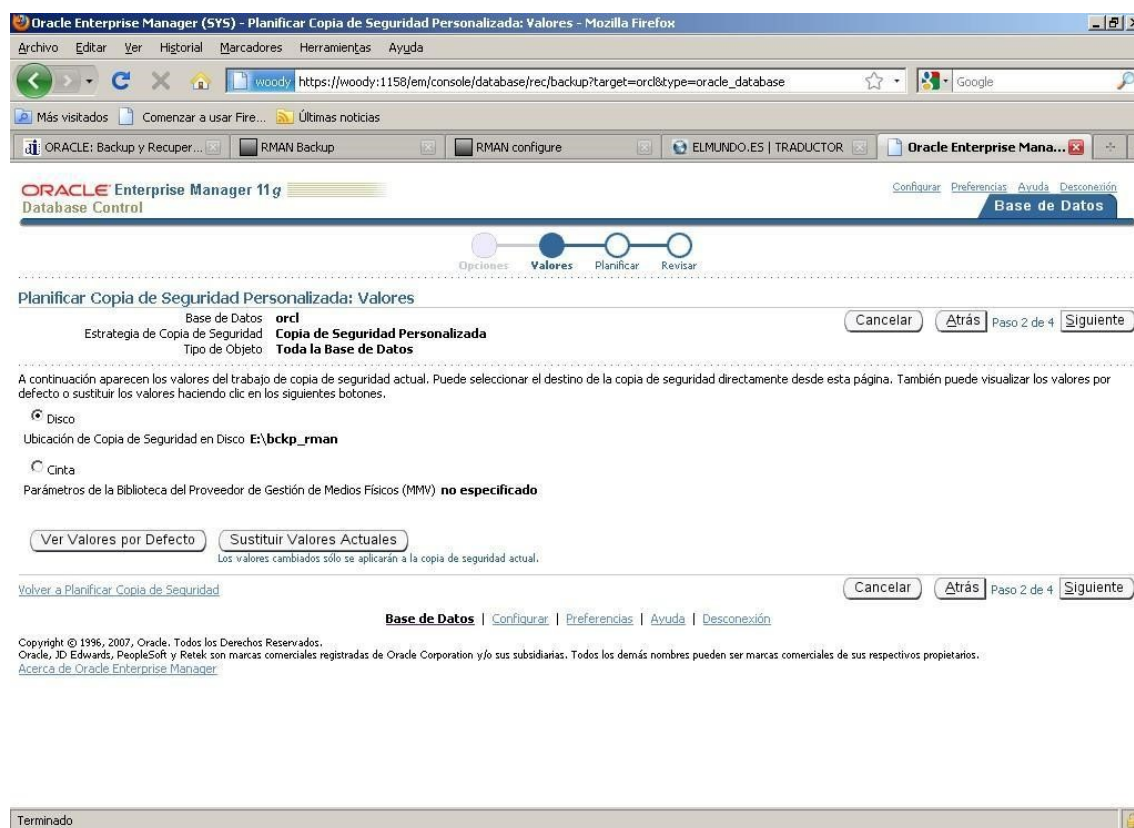 Oracle Enterprise Manager (SYS) - Planificar Copia de Seguridad Personalizada: Valores - Mozilla Firefox
Archivo Editar Ver Historial Marcadores Herramientas Ayuda
woody https://woody:1158/em/console/database/rec/backup?target=orcl&type=oracle_database
Google
Más visitados Comenzar a usar Fire... Últimas noticias
ORACLE: Backup y Recuper... RMAN Backup RMAN configure ELMUNDO.ES | TRADUCTOR Oracle Enterprise Mana...
ORACLE Enterprise Manager 11g
Database Control
Configurar Preferencias Ayuda Desconexión
Base de Datos
Opciones Valores Planificar Revisar
Planificar Copia de Seguridad Personalizada: Valores
Base de Datos orcl
Estrategia de Copia de Seguridad Copia de Seguridad Personalizada
Tipo de Objeto Toda la Base de Datos
Cancelar Atrás Paso 2 de 4 Siguiente
A continuación aparecen los valores del trabajo de copia de seguridad actual. Puede seleccionar el destino de la copia de seguridad directamente desde esta página. También puede visualizar los valores por
defecto o sustituir los valores haciendo clic en los siguientes botones.
Disco
Ubicación de Copia de Seguridad en Disco E:\bckp_rman
Cinta
Parámetros de la Biblioteca del Proveedor de Gestión de Medios Físicos (MMV) no especificado
Ver Valores por Defecto Sustituir Valores Actuales
Los valores cambiados sólo se aplicarán a la copia de seguridad actual.
Volver a Planificar Copia de Seguridad
Cancelar Atrás Paso 2 de 4 Siguiente
Base de Datos | Configurar | Preferencias | Ayuda | Desconexión
Copyright © 1996, 2007, Oracle. Todos los Derechos Reservados.
Oracle, JD Edwards, PeopleSoft y Retek son marcas comerciales registradas de Oracle Corporation y/o sus subsidiarias. Todos los demás nombres pueden ser marcas comerciales de sus respectivos propietarios.
Acerca de Oracle Enterprise Manager
Terminado